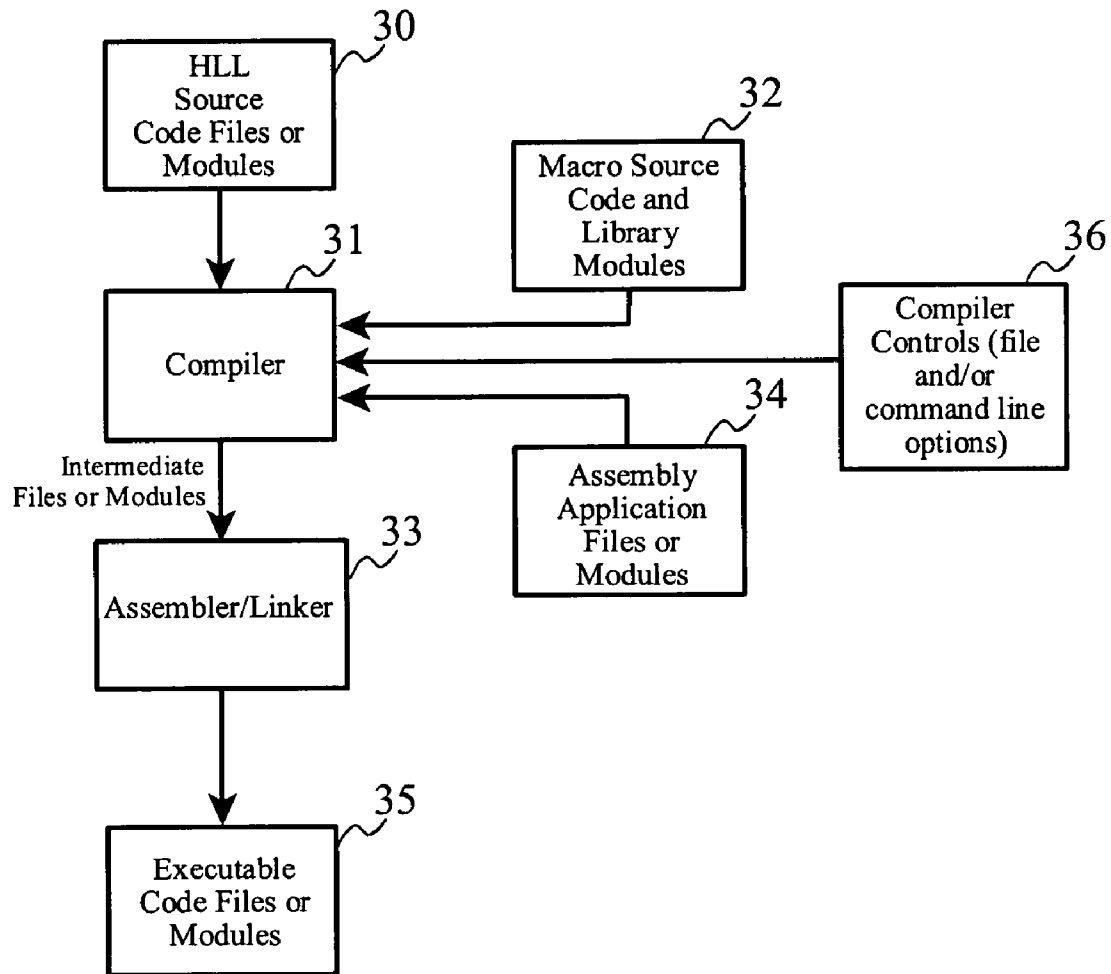 30
HLL
Source
Code Files or
Modules
32
Macro Source
Code and
Library
Modules
31
Compiler
36
Compiler
Controls (file
and/or
command line
options)
34
Assembly
Application
Files or
Modules
Intermediate
Files or Modules
33
Assembler/Linker
35
Executable
Code Files or
Modules